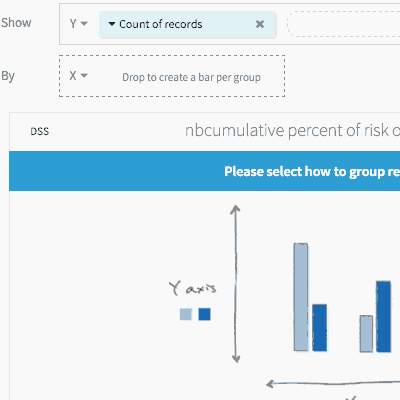 Show Y Count of records
By X Drop to create a bar per group
DSS nbcumulative percent of risk
Please select how to group
Y axis